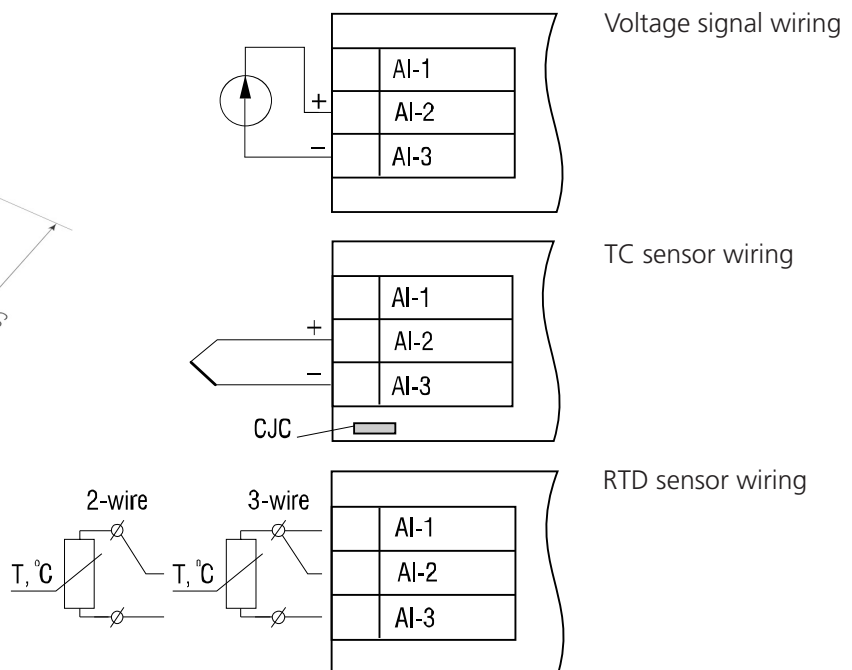 Voltage signal wiring
AI-1
+
AI-2
–
AI-3
TC sensor wiring
AI-1
+
AI-2
–
AI-3
CJC
RTD sensor wiring
2-wire
3-wire
AI-1
T, °C
T, °C
AI-2
AI-3